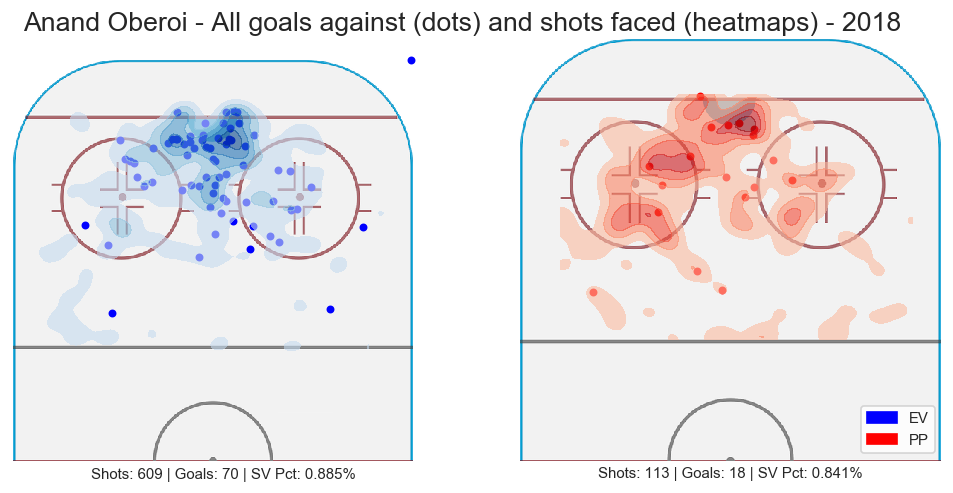 Anand Oberoi - All goals against (dots) and shots faced (heatmaps) - 2018
EV
PP
Shots: 609 | Goals: 70 | SV Pct: 0.885%
Shots: 113 | Goals: 18 | SV Pct: 0.841%